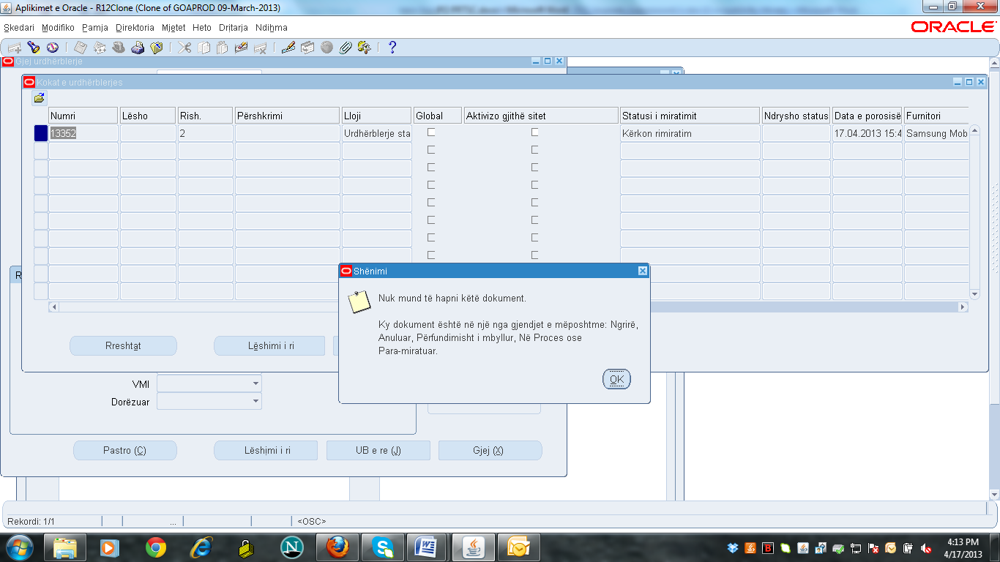 Aplikimet e Oracle - R12Clone (Clone of GOAPROD 09-March-2013)
Skedari Modifiko Pamja Direktoria Mjetet Heto Dritarja Ndihma
ORACLE
Gjej urdhërblerje
Kokat e urdhërblerjes
Numri Lësho Rish. Përshkrimi Lloji Global Aktivizo gjithë sitet Statusi i miratimit Ndrysho status Data e porosisë Furnitori
13352 2 Urdhërblerje sta Kërkon rimiratim 17.04.2013 15:4 Samsung Mob
R
Shënimi
Nuk mund të hapni këtë dokument.
Ky dokument është në një nga gjendjet e mëposhtme: Ngrirë,
Anuluar, Përfundimisht i mbyllur, Në Proces ose
Para-miratuar.
OK
Rreshtat Lëshimi i ri
VMI
Dorëzuar
Pastro (C) Lëshimi i ri UB e re (J) Gjej (X)
Rekordi: 1/1 ... <OSC>
4:13 PM
4/17/2013